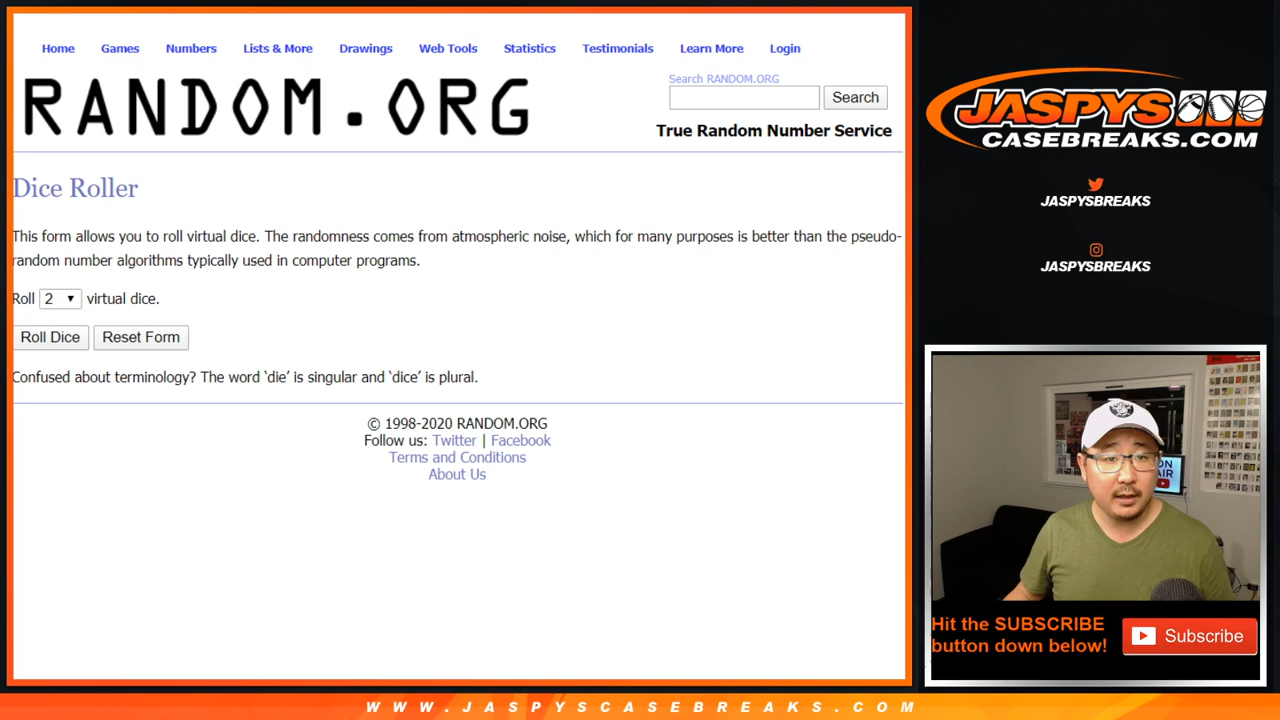 Home Games Numbers Lists & More Drawings Web Tools Statistics Testimonials Learn More Login
RANDOM.ORG
Search RANDOM.ORG
Search
True Random Number Service
Dice Roller
This form allows you to roll virtual dice. The randomness comes from atmospheric noise, which for many purposes is better than the pseudo-
random number algorithms typically used in computer programs.
Roll 2 virtual dice.
Roll Dice Reset Form
Confused about terminology? The word ‘die’ is singular and ‘dice’ is plural.
© 1998-2020 RANDOM.ORG
Follow us: Twitter | Facebook
Terms and Conditions
About Us
JASPYS
CASEBREAKS.COM
JASPYSBREAKS
JASPYSBREAKS
ON
AIR
Hit the SUBSCRIBE
button down below!
Subscribe
WWW.JASPYSCASEBREAKS.COM